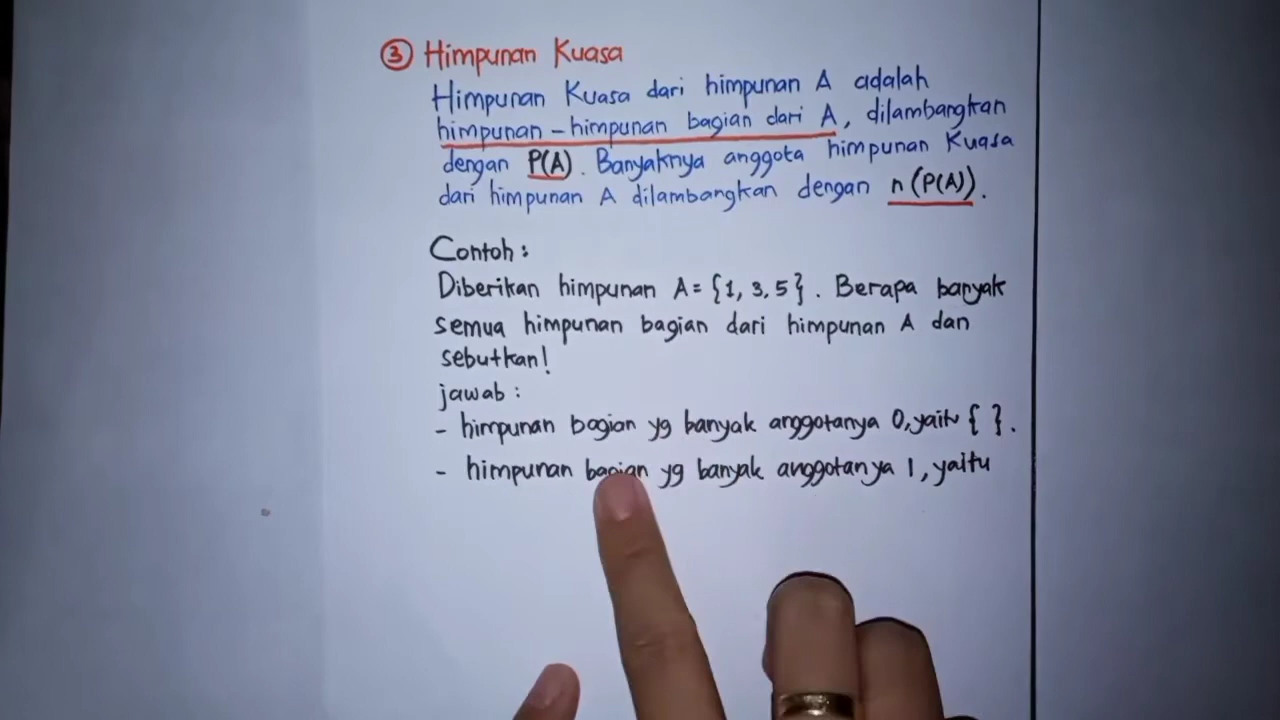 ③ Himpunan Kuasa
Himpunan Kuasa dari himpunan A adalah
himpunan-himpunan bagian dari A, dilambangkan
dengan P(A). Banyaknya anggota himpunan Kuasa
dari himpunan A dilambangkan dengan n(P(A)).
Contoh:
Diberikan himpunan A = {1, 3, 5}. Berapa banyak
semua himpunan bagian dari himpunan A dan
sebutkan!
jawab:
- himpunan bagian yg banyak anggotanya 0, yaitu { }.
- himpunan bagian yg banyak anggotanya 1, yaitu